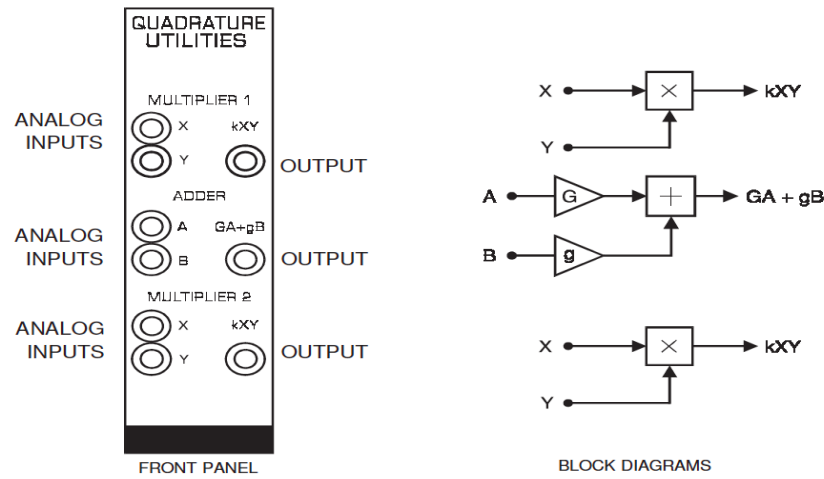 QUADRATURE
UTILITIES
MULTIPLIER 1
ANALOG
INPUTS
X
kXY
Y
OUTPUT
ADDER
ANALOG
INPUTS
A
GA+gB
B
OUTPUT
MULTIPLIER 2
ANALOG
INPUTS
X
kXY
Y
OUTPUT
FRONT PANEL
X
×
kXY
Y
A
G
+
GA + gB
B
g
X
×
kXY
Y
BLOCK DIAGRAMS